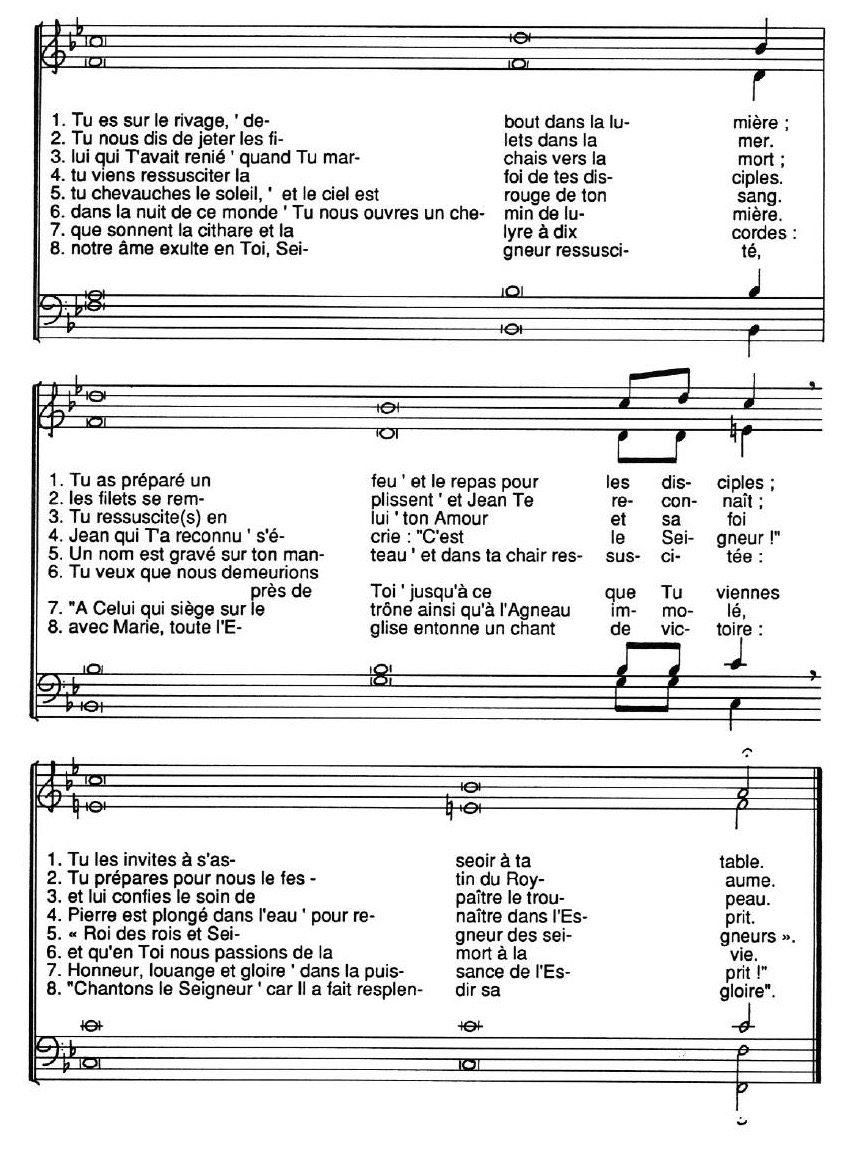 1. Tu es sur le rivage, ' de- bout dans la lu- mière ;
2. Tu nous dis de jeter les fi- lets dans la mer.
3. lui qui T'avait renié ' quand Tu mar- chais vers la mort ;
4. tu viens ressusciter la foi de tes dis- ciples.
5. tu chevauches le soleil, ' et le ciel est rouge de ton sang.
6. dans la nuit de ce monde ' Tu nous ouvres un che- min de lu- mière.
7. que sonnent la cithare et la lyre à dix cordes :
8. notre âme exulte en Toi, Sei- gneur ressusci- té,
1. Tu as préparé un feu ' et le repas pour les dis- ciples ;
2. les filets se rem- plissent ' et Jean Te re- con- naît ;
3. Tu ressuscite(s) en lui ' ton Amour et sa foi
4. Jean qui T'a reconnu ' s'é- crie : "C'est le Sei- gneur !"
5. Un nom est gravé sur ton man- teau ' et dans ta chair res- sus- ci- tée :
6. Tu veux que nous demeurions
près de Toi ' jusqu'à ce que Tu viennes
7. "A Celui qui siège sur le trône ainsi qu'à l'Agneau im- mo- lé,
8. avec Marie, toute l'E- glise entonne un chant de vic- toire :
1. Tu les invites à s'as- seoir à ta table.
2. Tu prépares pour nous le fes - tin du Roy- aume.
3. et lui confies le soin de paître le trou- peau.
4. Pierre est plongé dans l'eau ' pour re- naître dans l'Es- prit.
5. « Roi des rois et Sei- gneur des sei- gneurs ».
6. et qu'en Toi nous passions de la mort à la vie.
7. Honneur, louange et gloire ' dans la puis- sance de l'Es- prit !"
8. "Chantons le Seigneur ' car Il a fait resplen- dir sa gloire".